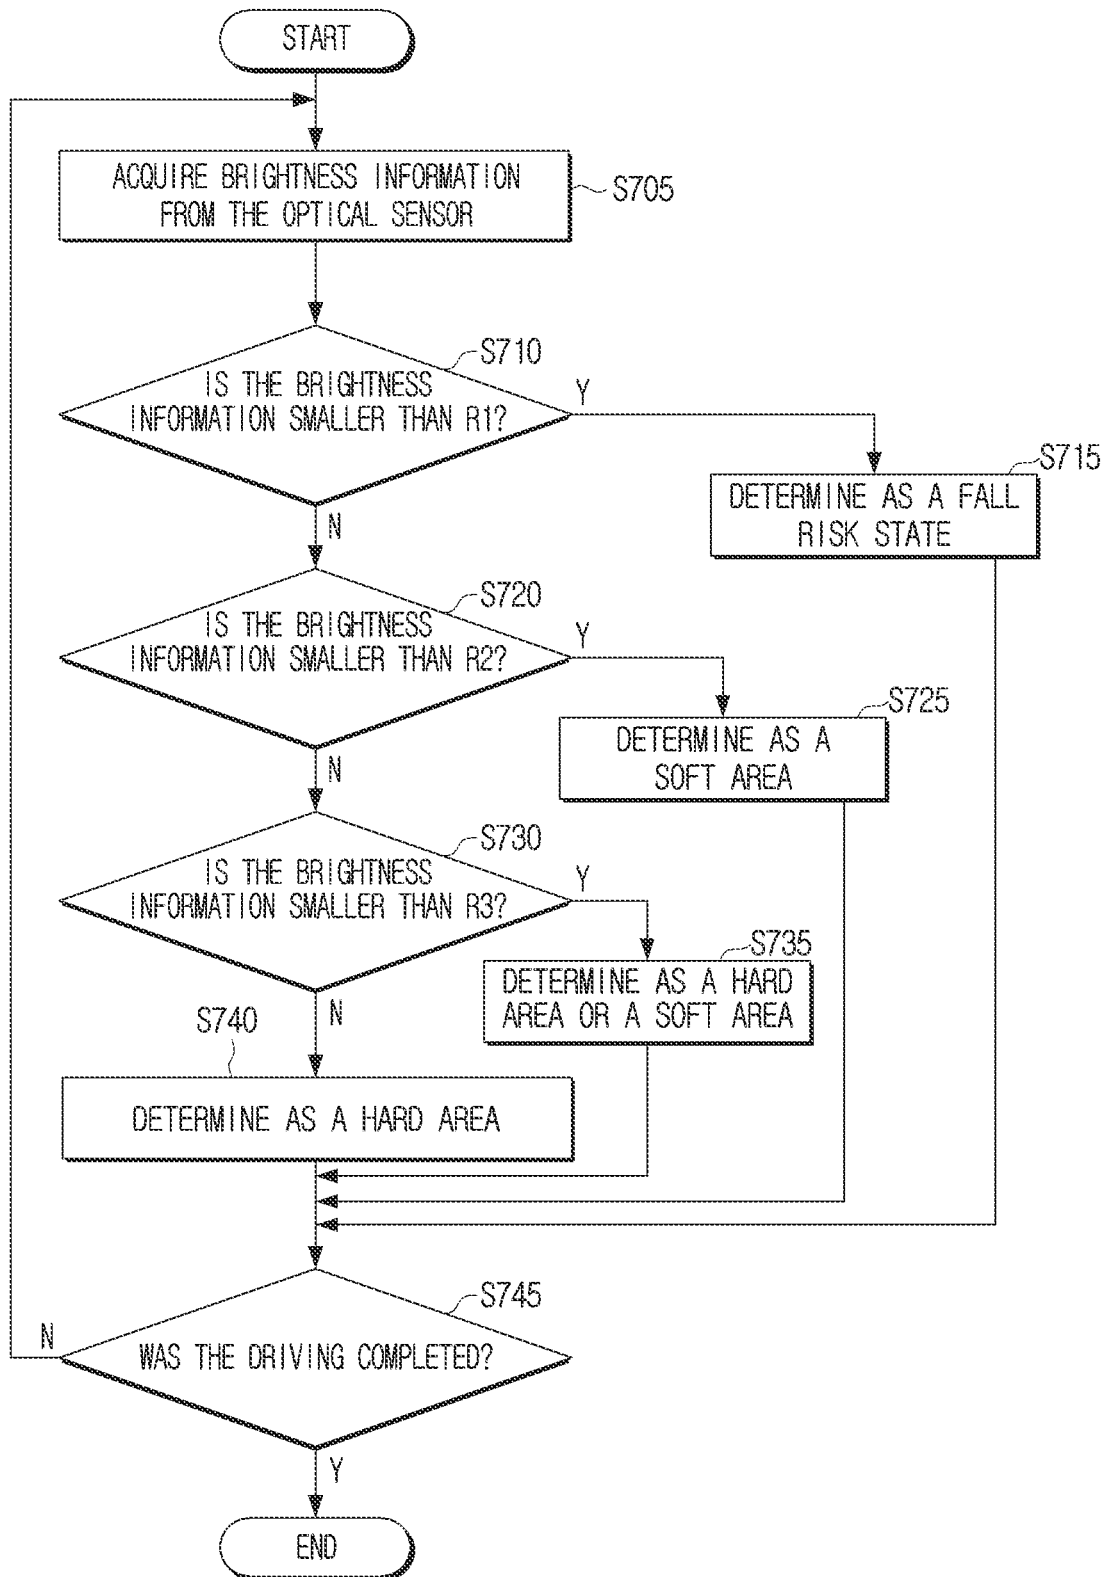 START
ACQUIRE BRIGHTNESS INFORMATION
FROM THE OPTICAL SENSOR
S705
S710
IS THE BRIGHTNESS
INFORMATION SMALLER THAN R1?
Y
N
S715
DETERMINE AS A FALL
RISK STATE
S720
IS THE BRIGHTNESS
INFORMATION SMALLER THAN R2?
Y
N
S725
DETERMINE AS A
SOFT AREA
S730
IS THE BRIGHTNESS
INFORMATION SMALLER THAN R3?
Y
N
S735
DETERMINE AS A HARD
AREA OR A SOFT AREA
S740
DETERMINE AS A HARD AREA
S745
WAS THE DRIVING COMPLETED?
N
Y
END